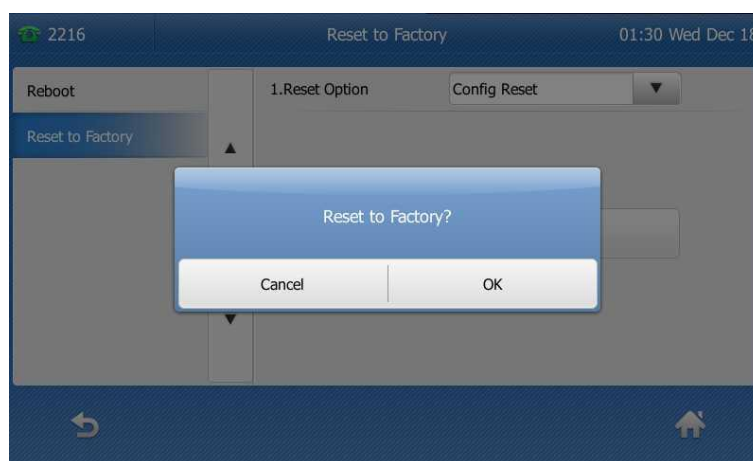 2216 Reset to Factory 01:30 Wed Dec 18
Reboot
1.Reset Option Config Reset
Reset to Factory
Reset to Factory?
Cancel OK